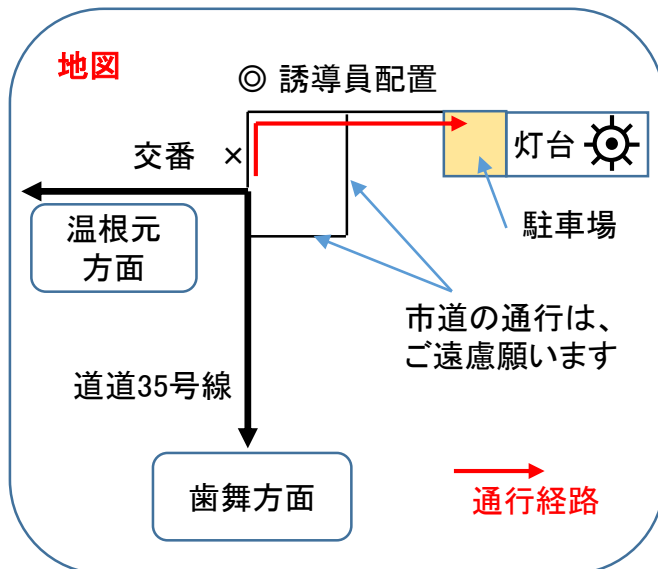 地図
◎ 誘導員配置
交番 ×
灯台
温根元
方面
駐車場
市道の通行は、
ご遠慮願います
道道35号線
歯舞方面
通行経路